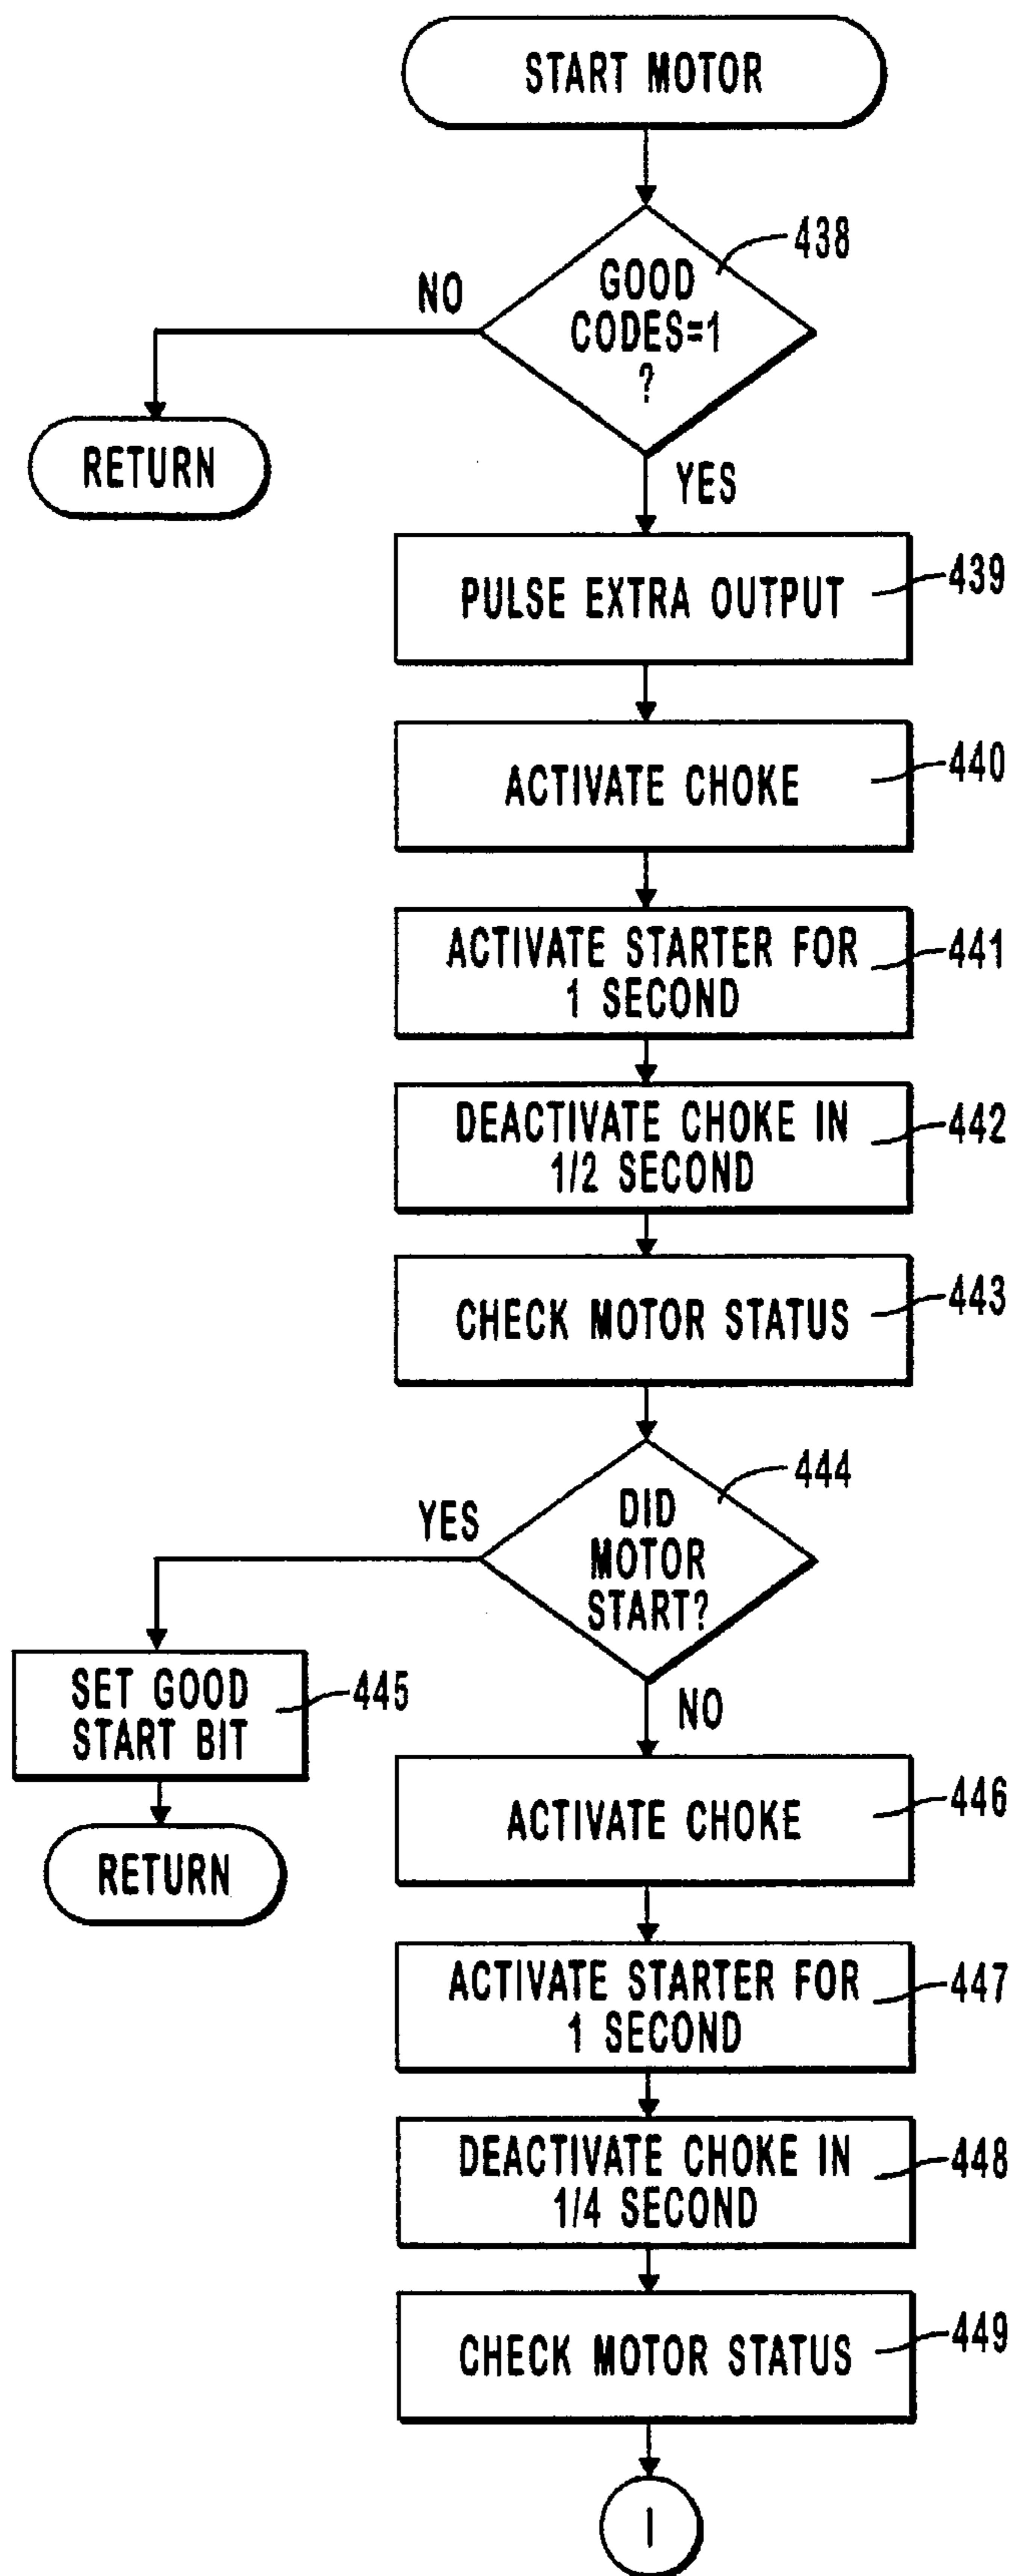 START MOTOR
438
GOOD
CODES=1
?
NO
RETURN
YES
PULSE EXTRA OUTPUT
439
ACTIVATE CHOKE
440
ACTIVATE STARTER FOR
1 SECOND
441
DEACTIVATE CHOKE IN
1/2 SECOND
442
CHECK MOTOR STATUS
443
444
DID
MOTOR
START?
YES
SET GOOD
START BIT
445
RETURN
NO
ACTIVATE CHOKE
446
ACTIVATE STARTER FOR
1 SECOND
447
DEACTIVATE CHOKE IN
1/4 SECOND
448
CHECK MOTOR STATUS
449
I